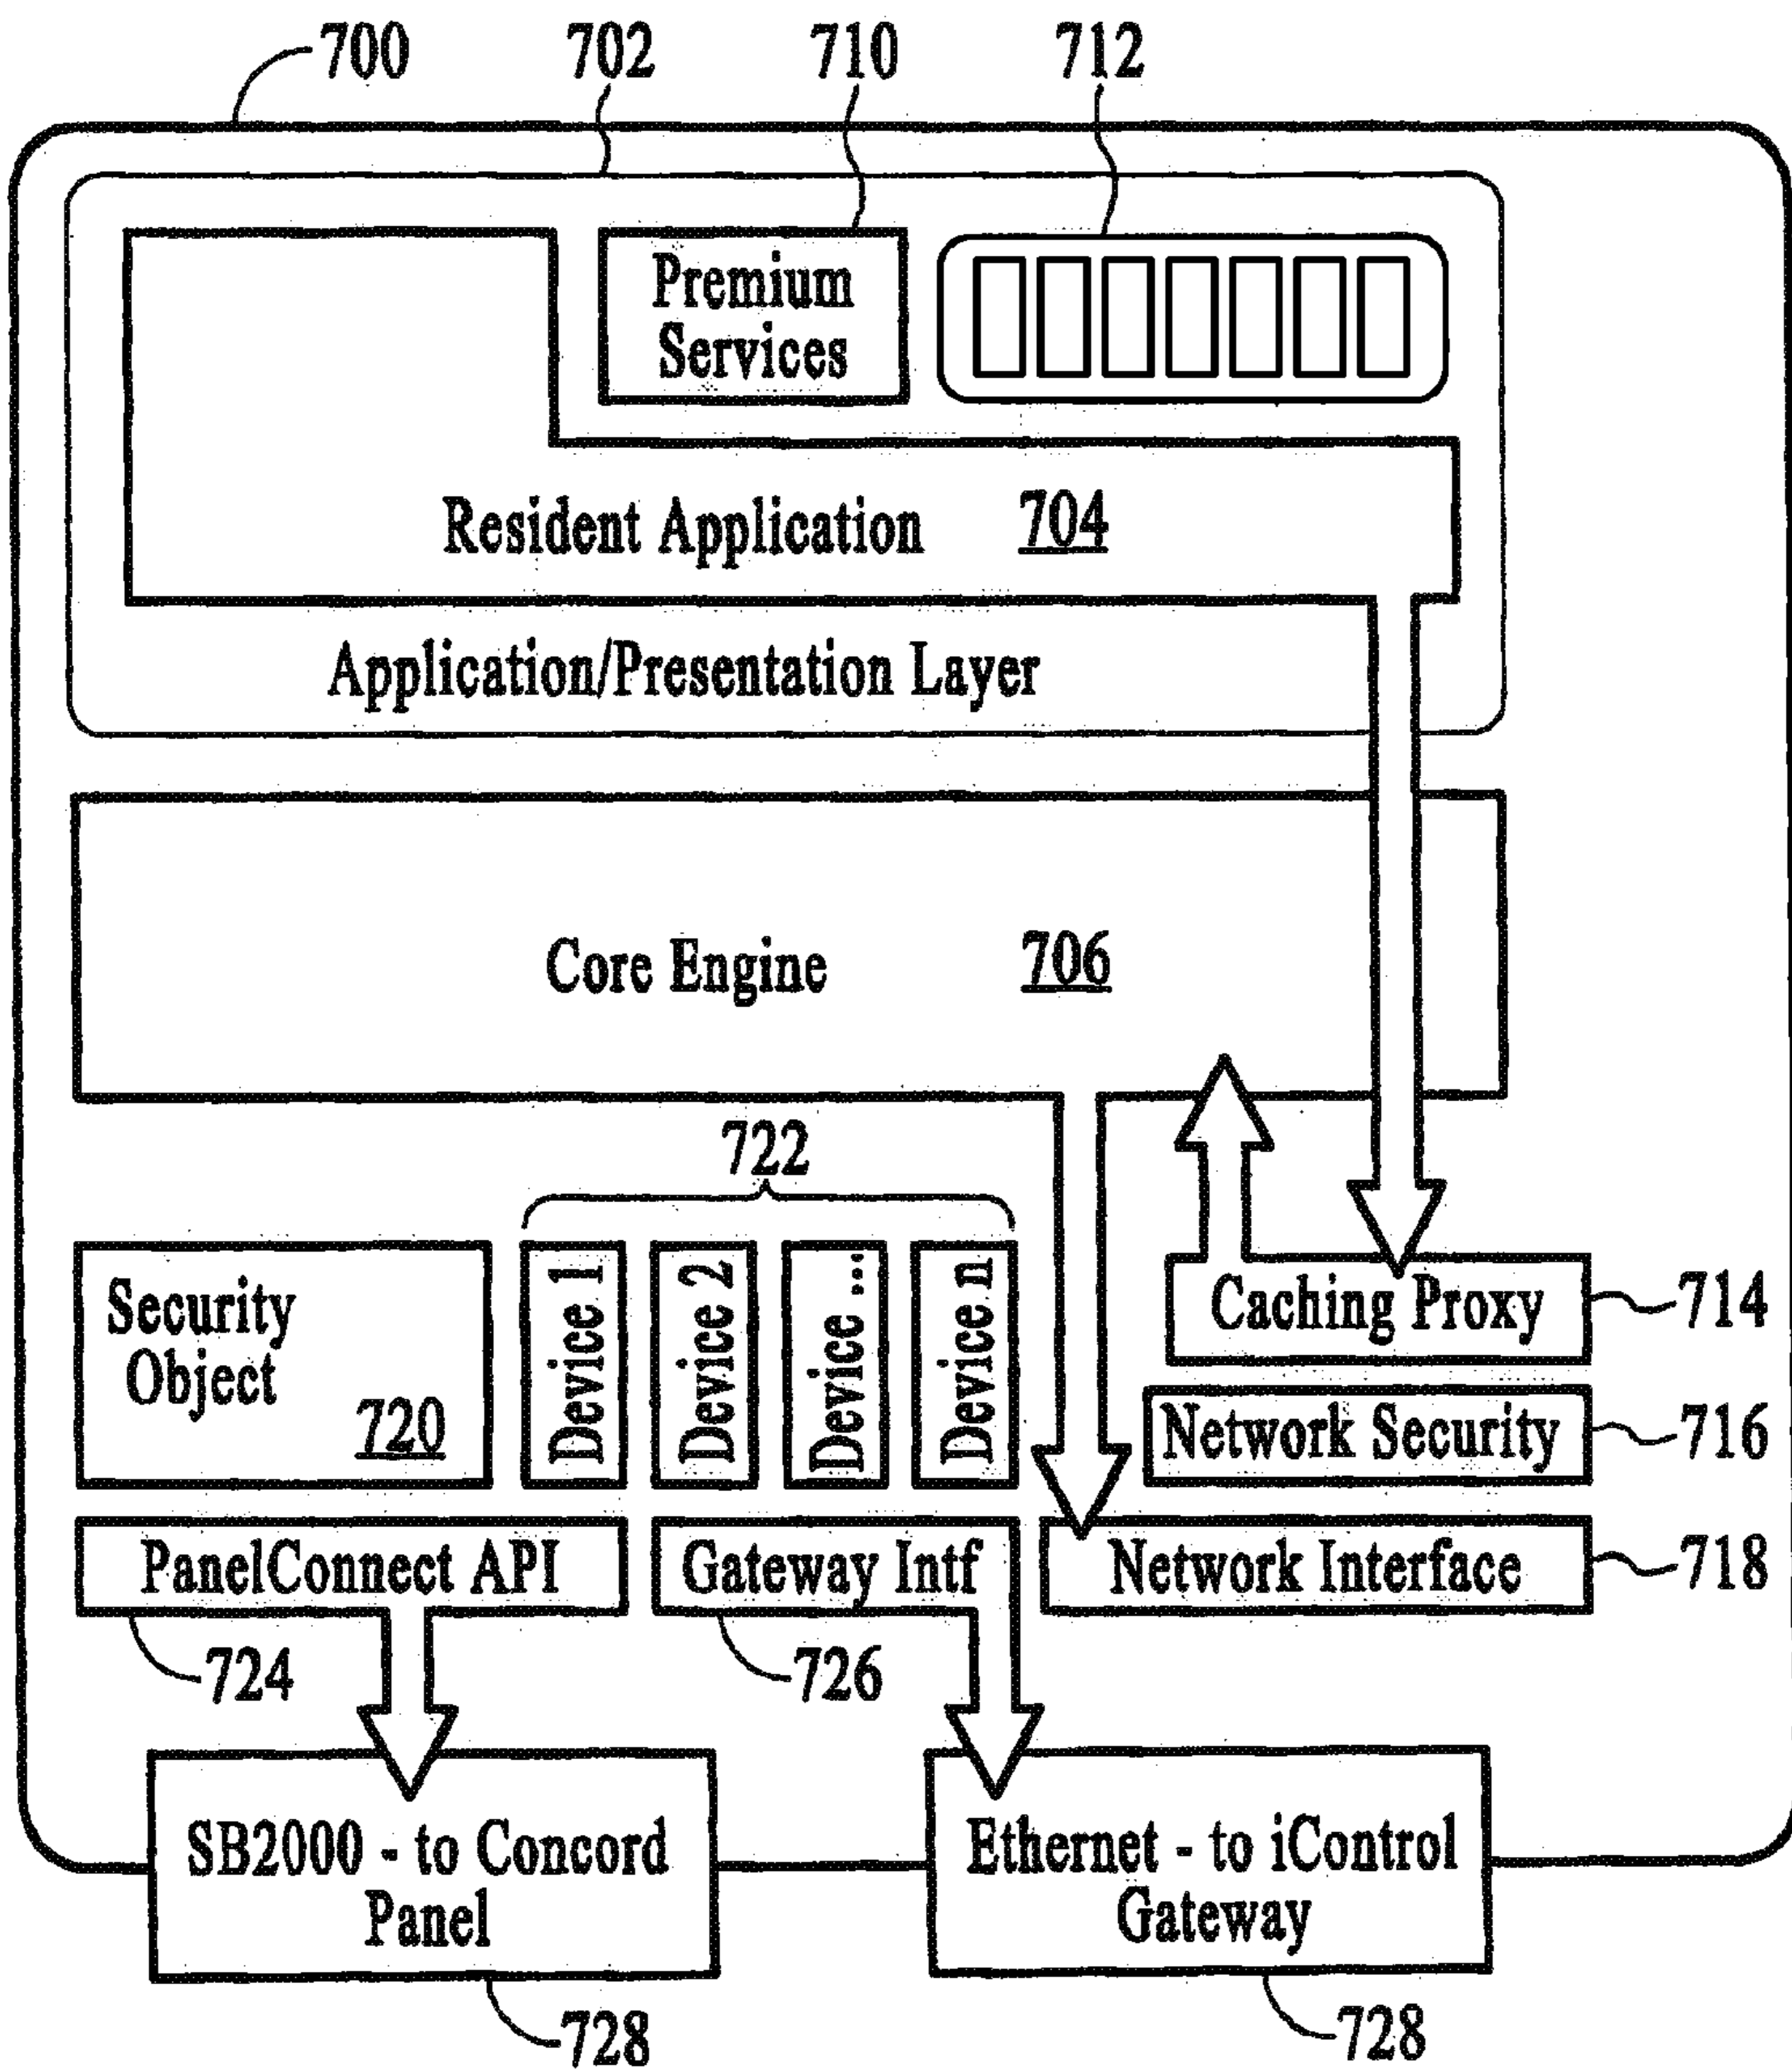 700
702
710
712
Premium
Services
Resident Application 704
Application/Presentation Layer
Core Engine 706
722
Security
Object
720
Device 1
Device 2
Device ...
Device n
Caching Proxy
714
Network Security
716
PanelConnect API
Gateway Intf
Network Interface
718
724
726
SB2000 - to Concord
Panel
Ethernet - to iControl
Gateway
728
728